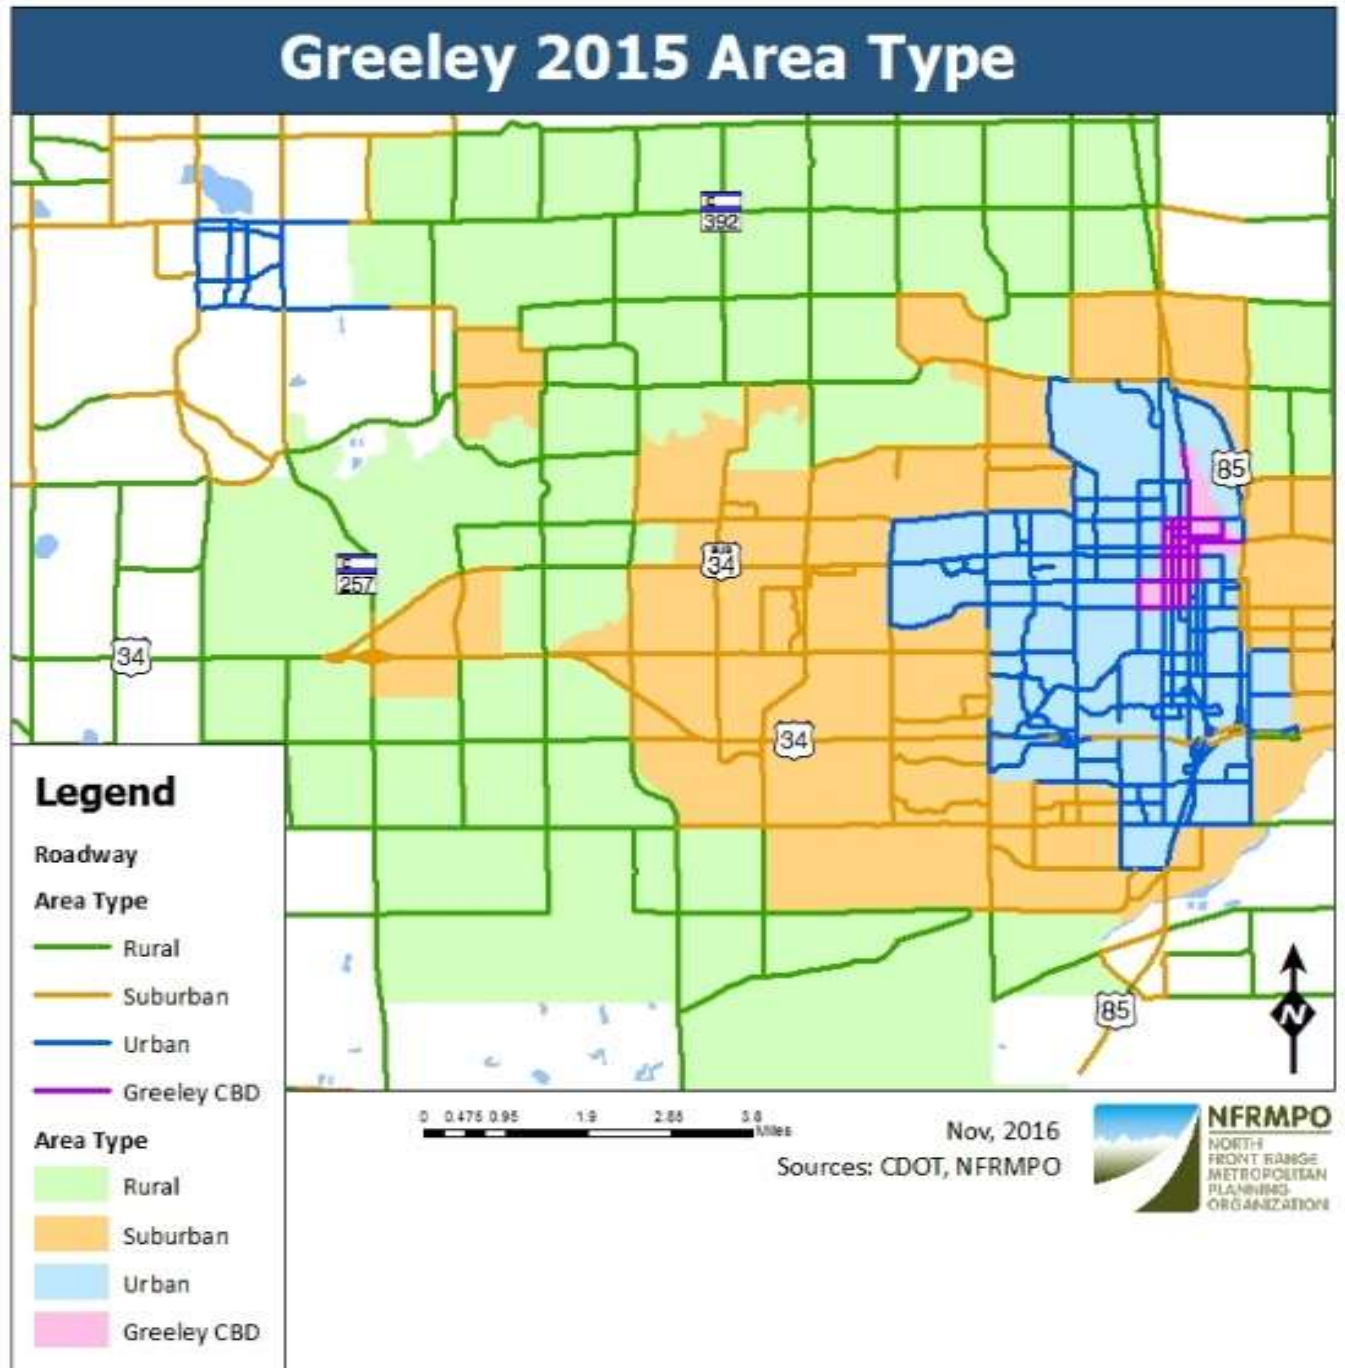 Greeley 2015 Area Type
392
85
BUS
34
257
34
34
85
N
Legend
Roadway
Area Type
Rural
Suburban
Urban
Greeley CBD
Area Type
Rural
Suburban
Urban
Greeley CBD
0 0.475 0.95 1.9 2.85 3.8
Miles
Nov, 2016
Sources: CDOT, NFRMPO
NFRMPO
NORTH
FRONT RANGE
METROPOLITAN
PLANNING
ORGANIZATION